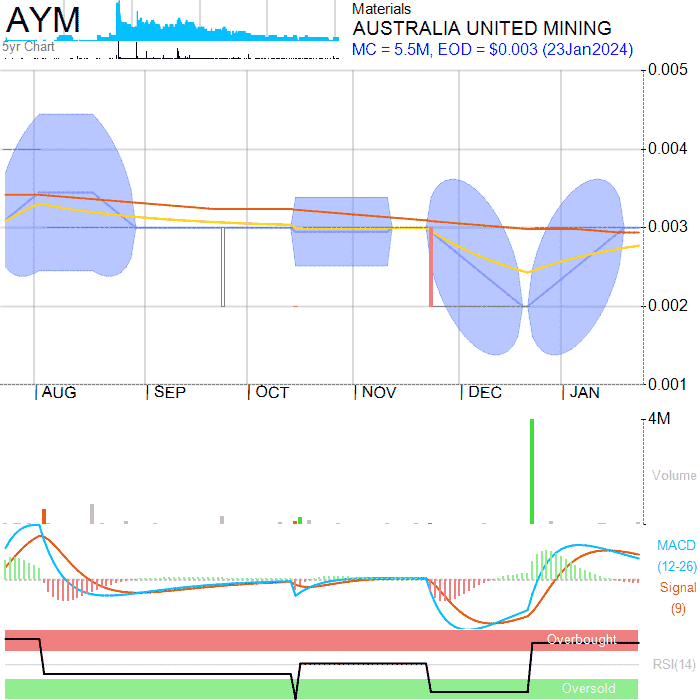 AYM
5yr Chart
Materials
AUSTRALIA UNITED MINING
MC = 5.5M, EOD = $0.003 (23Jan2024)
0.005
0.004
0.003
0.002
0.001
AUG SEP OCT NOV DEC JAN
4M
Volume
MACD
(12-26)
Signal
(9)
Overbought
RSI(14)
Oversold